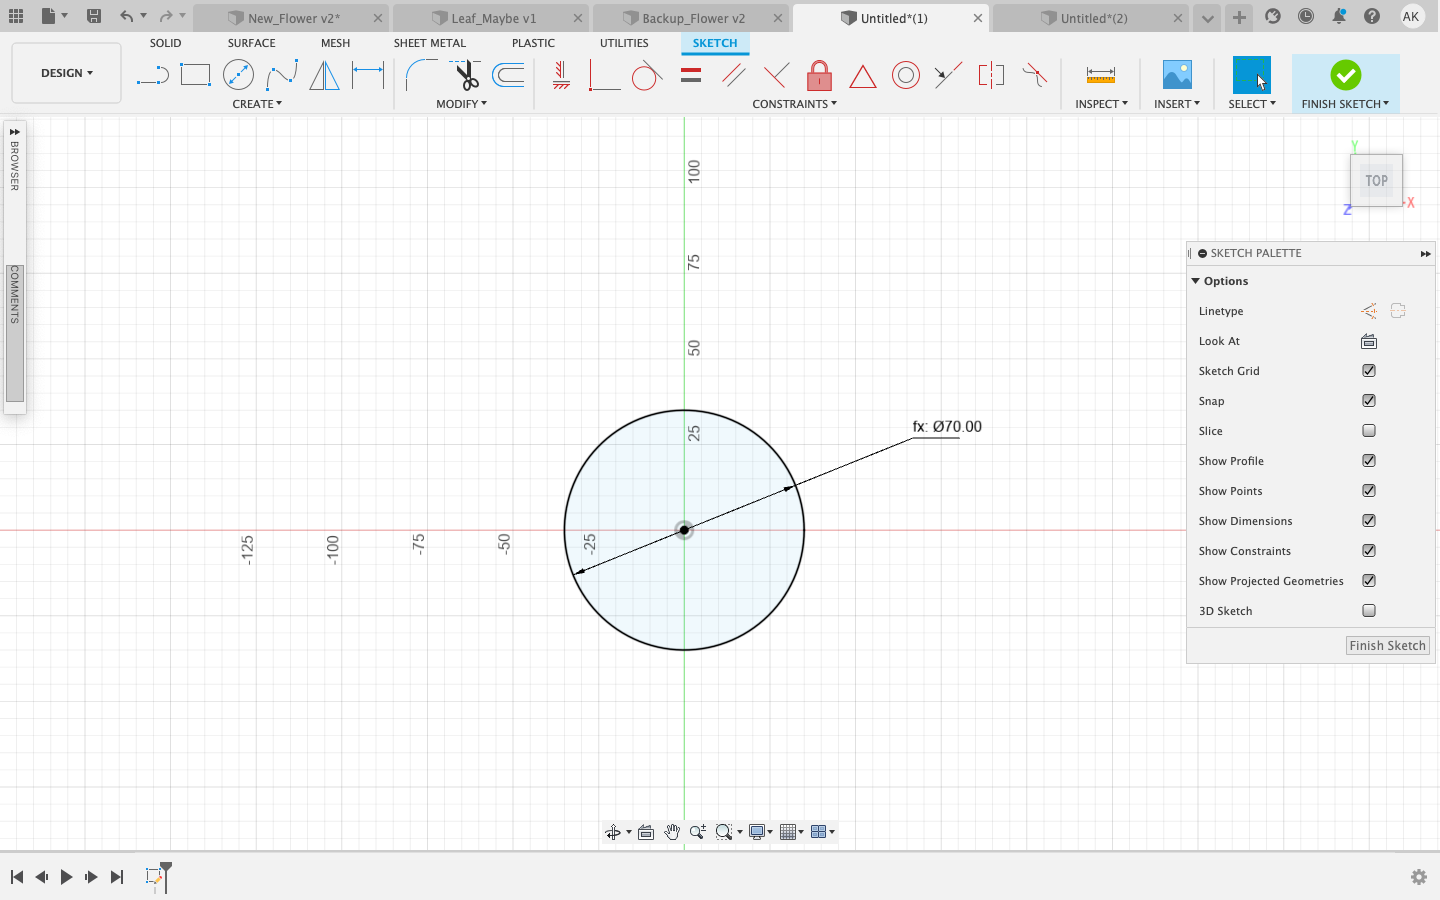 New_Flower v2*
Leaf_Maybe v1
Backup_Flower v2
Untitled*(1)
Untitled*(2)
AK
DESIGN
SOLID
SURFACE
MESH
SHEET METAL
PLASTIC
UTILITIES
SKETCH
CREATE
MODIFY
CONSTRAINTS
INSPECT
INSERT
SELECT
FINISH SKETCH
BROWSER
COMMENTS
100
75
50
25
-125
-100
-75
-50
-25
fx: Ø70.00
Y
TOP
Z
X
SKETCH PALETTE
Options
Linetype
Look At
Sketch Grid
Snap
Slice
Show Profile
Show Points
Show Dimensions
Show Constraints
Show Projected Geometries
3D Sketch
Finish Sketch